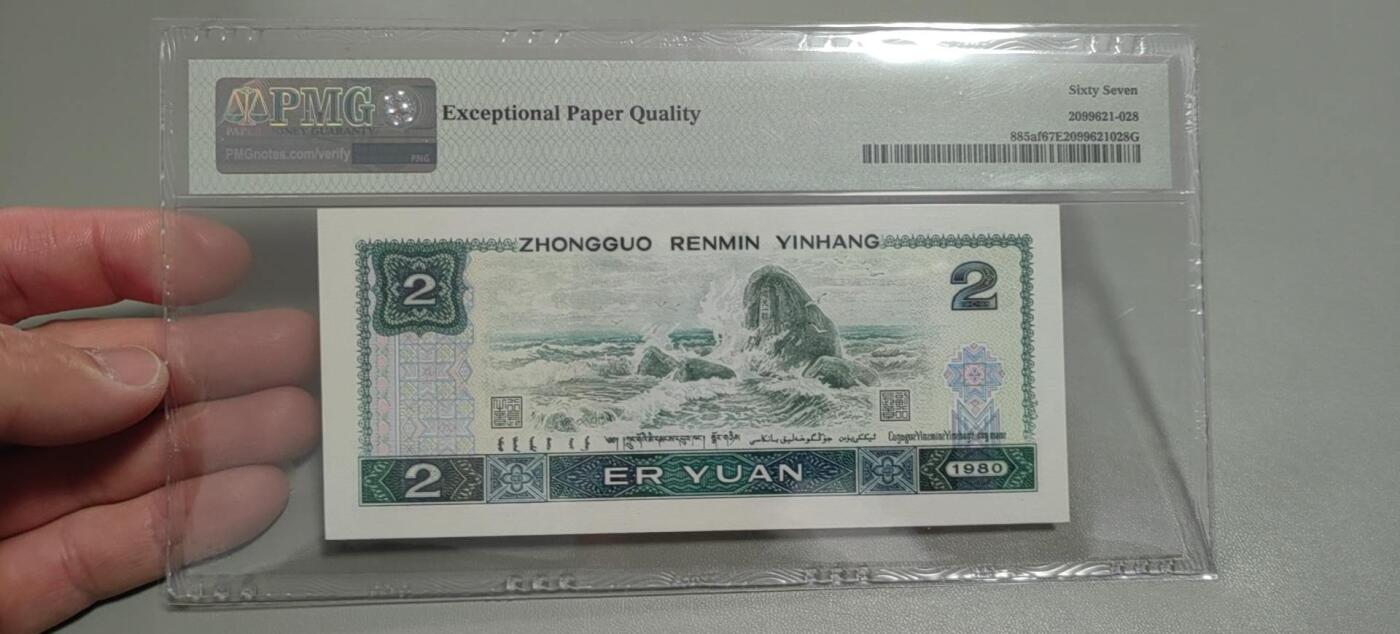 PMG
PAPER MONEY GUARANTY
PMGnotes.com/verify
PMG
Exceptional Paper Quality
Sixty Seven
2099621-028
885af67E2099621028G
ZHONGGUO RENMIN YINHANG
2
2
2
ER YUAN
1980